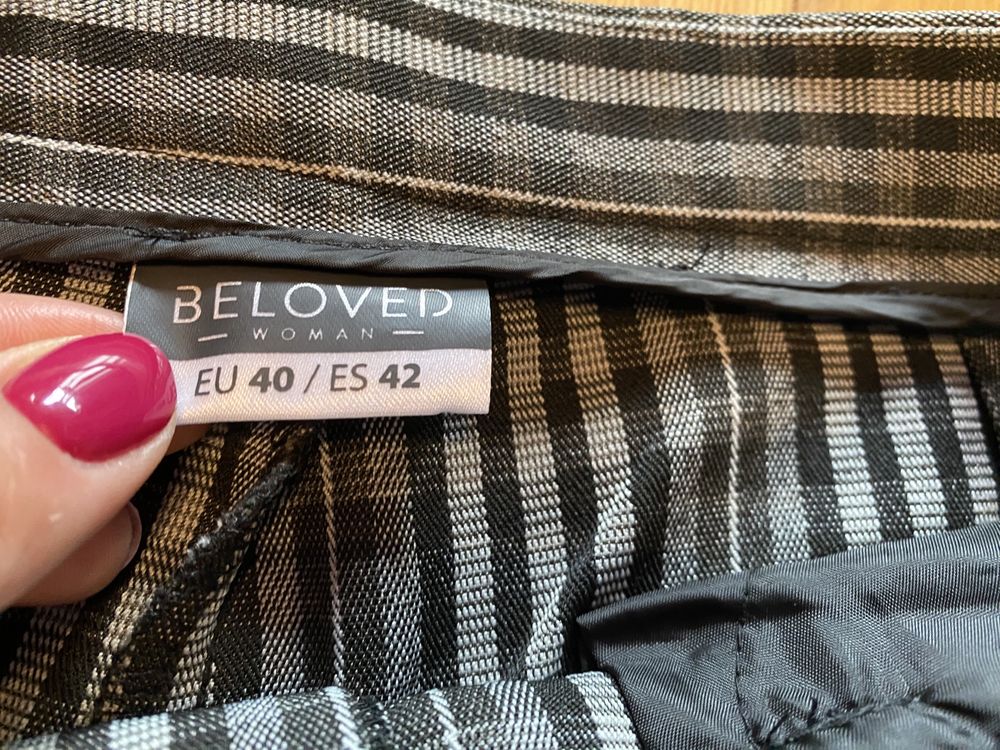 BELOVED
— WOMAN —
EU 40 / ES 42